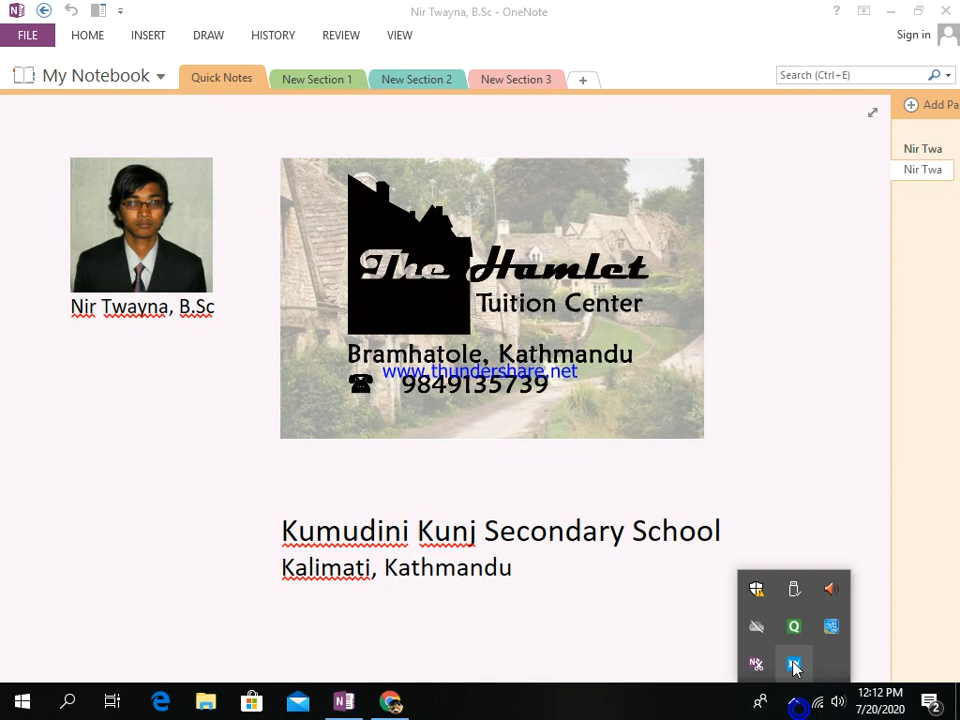 Nir Twayna, B.Sc - OneNote
FILE HOME INSERT DRAW HISTORY REVIEW VIEW Sign in
My Notebook Quick Notes New Section 1 New Section 2 New Section 3 Search (Ctrl+E)
Add Pa
Nir Twa
Nir Twa
Nir Twayna, B.Sc
The Hamlet
Tuition Center
Bramhatole, Kathmandu
www.thundershare.net
9849135739
Kumudini Kunj Secondary School
Kalimati, Kathmandu
12:12 PM
7/20/2020
2